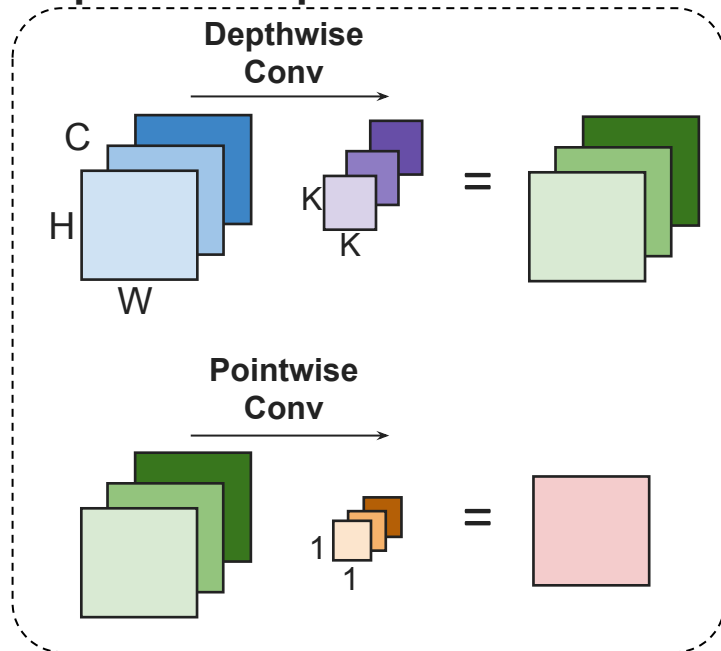 Depthwise
Conv
C
H
W
K
K
=
Pointwise
Conv
1
1
=